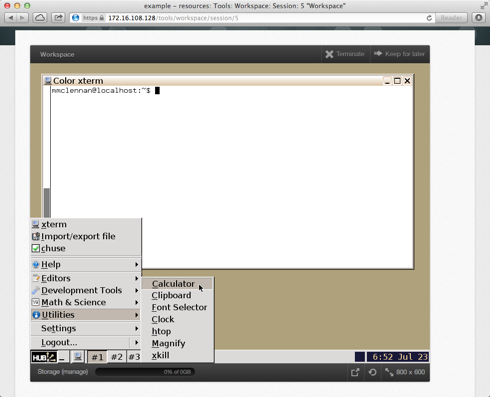 example - resources: Tools: Workspace: Session: 5 "Workspace"
https 172.16.108.128/tools/workspace/session/5
Reader
Workspace
Terminate
Keep for later
Color xterm
mmclennan@localhost:~$
xterm
Import/export file
chuse
Help
Editors
Development Tools
Math & Science
Utilities
Settings
Logout...
Calculator
Clipboard
Font Selector
Clock
htop
Magnify
xkill
HUB
#1 #2 #3
6:52 Jul 23
Storage (manage)
0% of 0GB
800 x 600